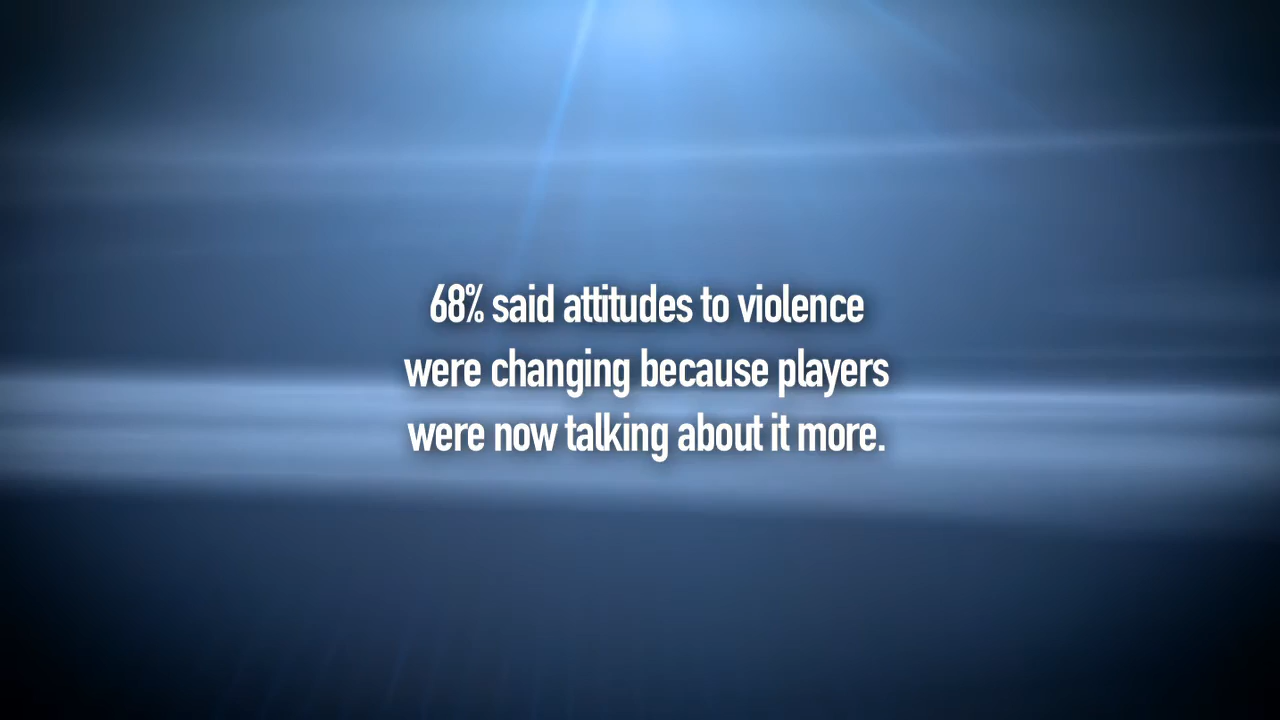 68% said attitudes to violence
were changing because players
were now talking about it more.